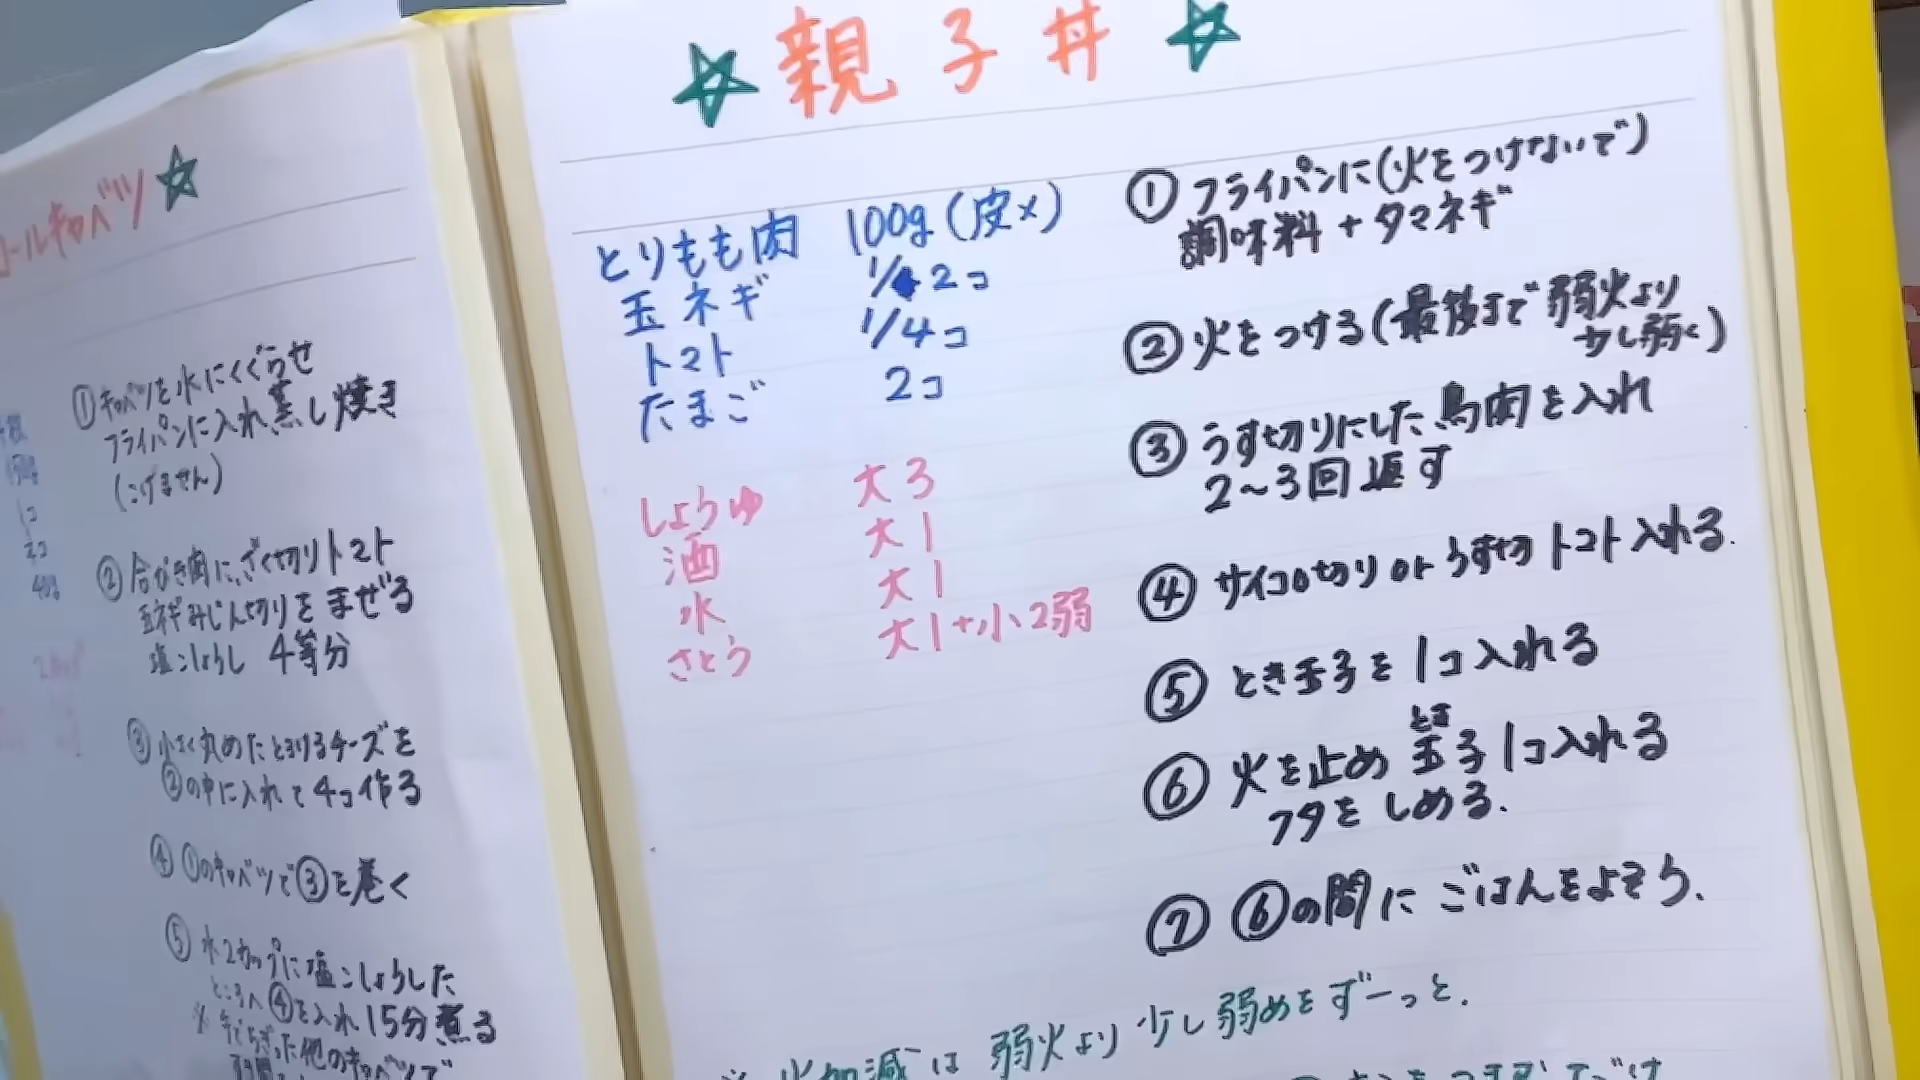 ロールキャベツ ☆
①キャベツを水にくぐらせ
フライパンに入れ蒸し焼き
(こげません)
②合びき肉に、ざく切りトマト
玉ネギみじん切りをまぜる
塩こしょうし 4等分
③小さく丸めたとろけるチーズを
②の中に入れて4コ作る
④ ①のキャベツで③を巻く
⑤ 水2カップに塩こしょうした
ところへ④を入れ15分煮る
☆ 親子丼 ☆
とりもも肉 100g(皮×)
玉ネギ 1/2コ
トマト 1/4コ
たまご 2コ
しょうゆ 大3
酒 大1
水 大1
さとう 大1+小2弱
① フライパンに(火をつけないで)
調味料+タマネギ
② 火をつける(最後まで弱火より
少し弱く)
③ うす切りにした鳥肉を入れ
2~3回返す
④ サイコロ切りorうす切トマト入れる.
⑤ とき玉子を1コ入れる
⑥ 火を止め とき玉子1コ入れる
フタをしめる.
⑦ ⑥の間にごはんをよそう.
※ 火加減は 弱火より少し弱めをずーっと.